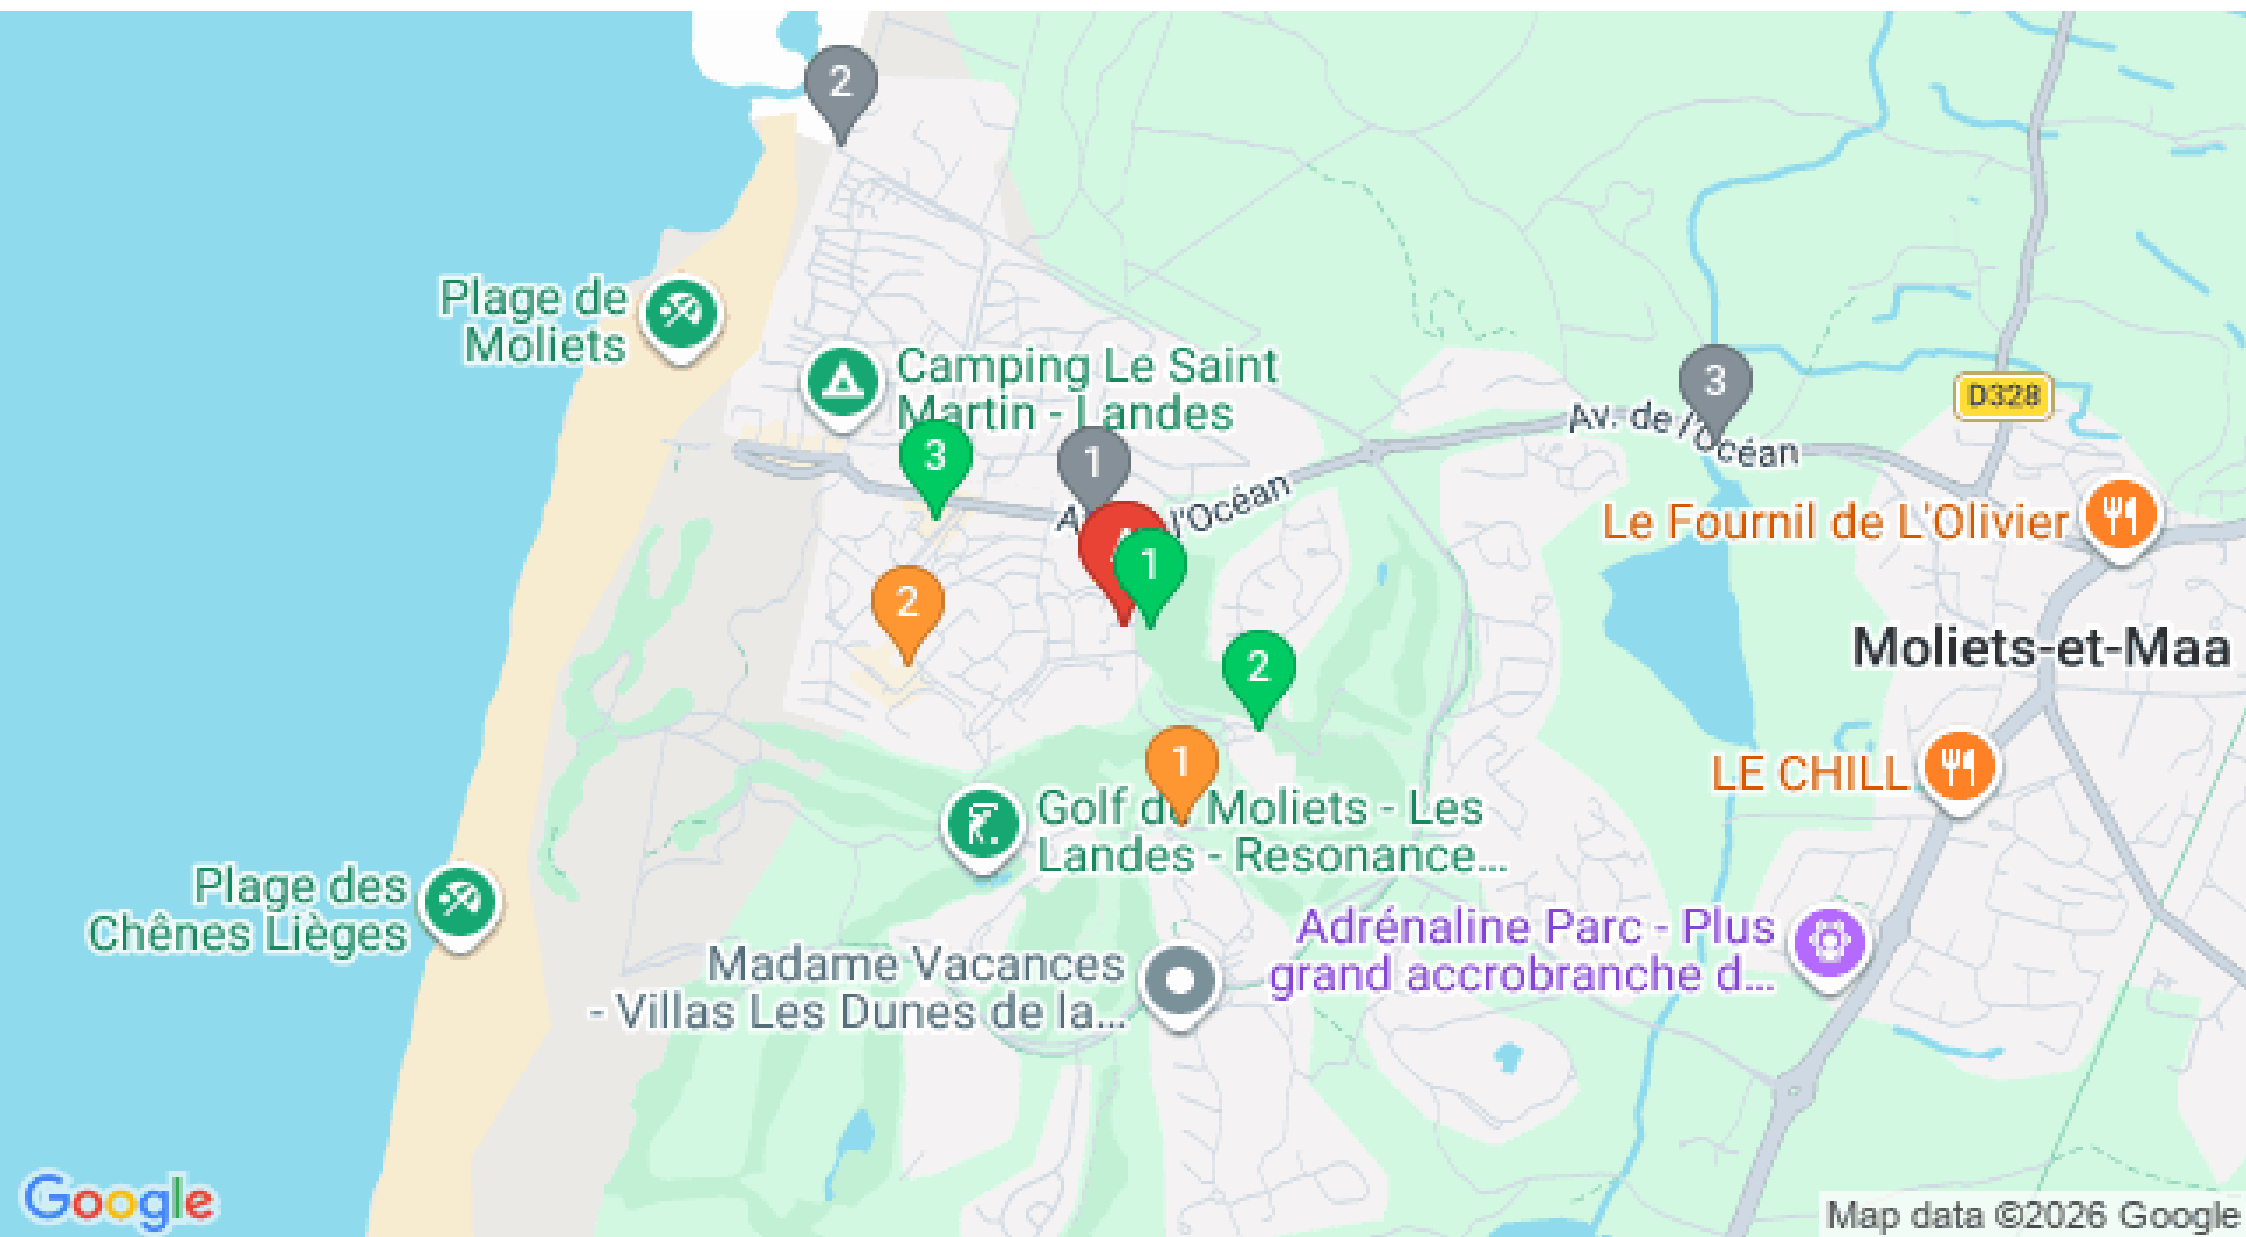 2
Plage de
Moliets
Camping Le Saint
Martin - Landes
3
D328
Av. de l'Océan
3
1
l'Océan
Le Fournil de L'Olivier
1
2
2
Moliets-et-Maa
1
LE CHILL
Golf de Moliets - Les
Landes - Resonance...
Plage des
Chênes Lièges
Adrénaline Parc - Plus
grand accrobranche d...
Madame Vacances
- Villas Les Dunes de la...
Google
Map data ©2026 Google